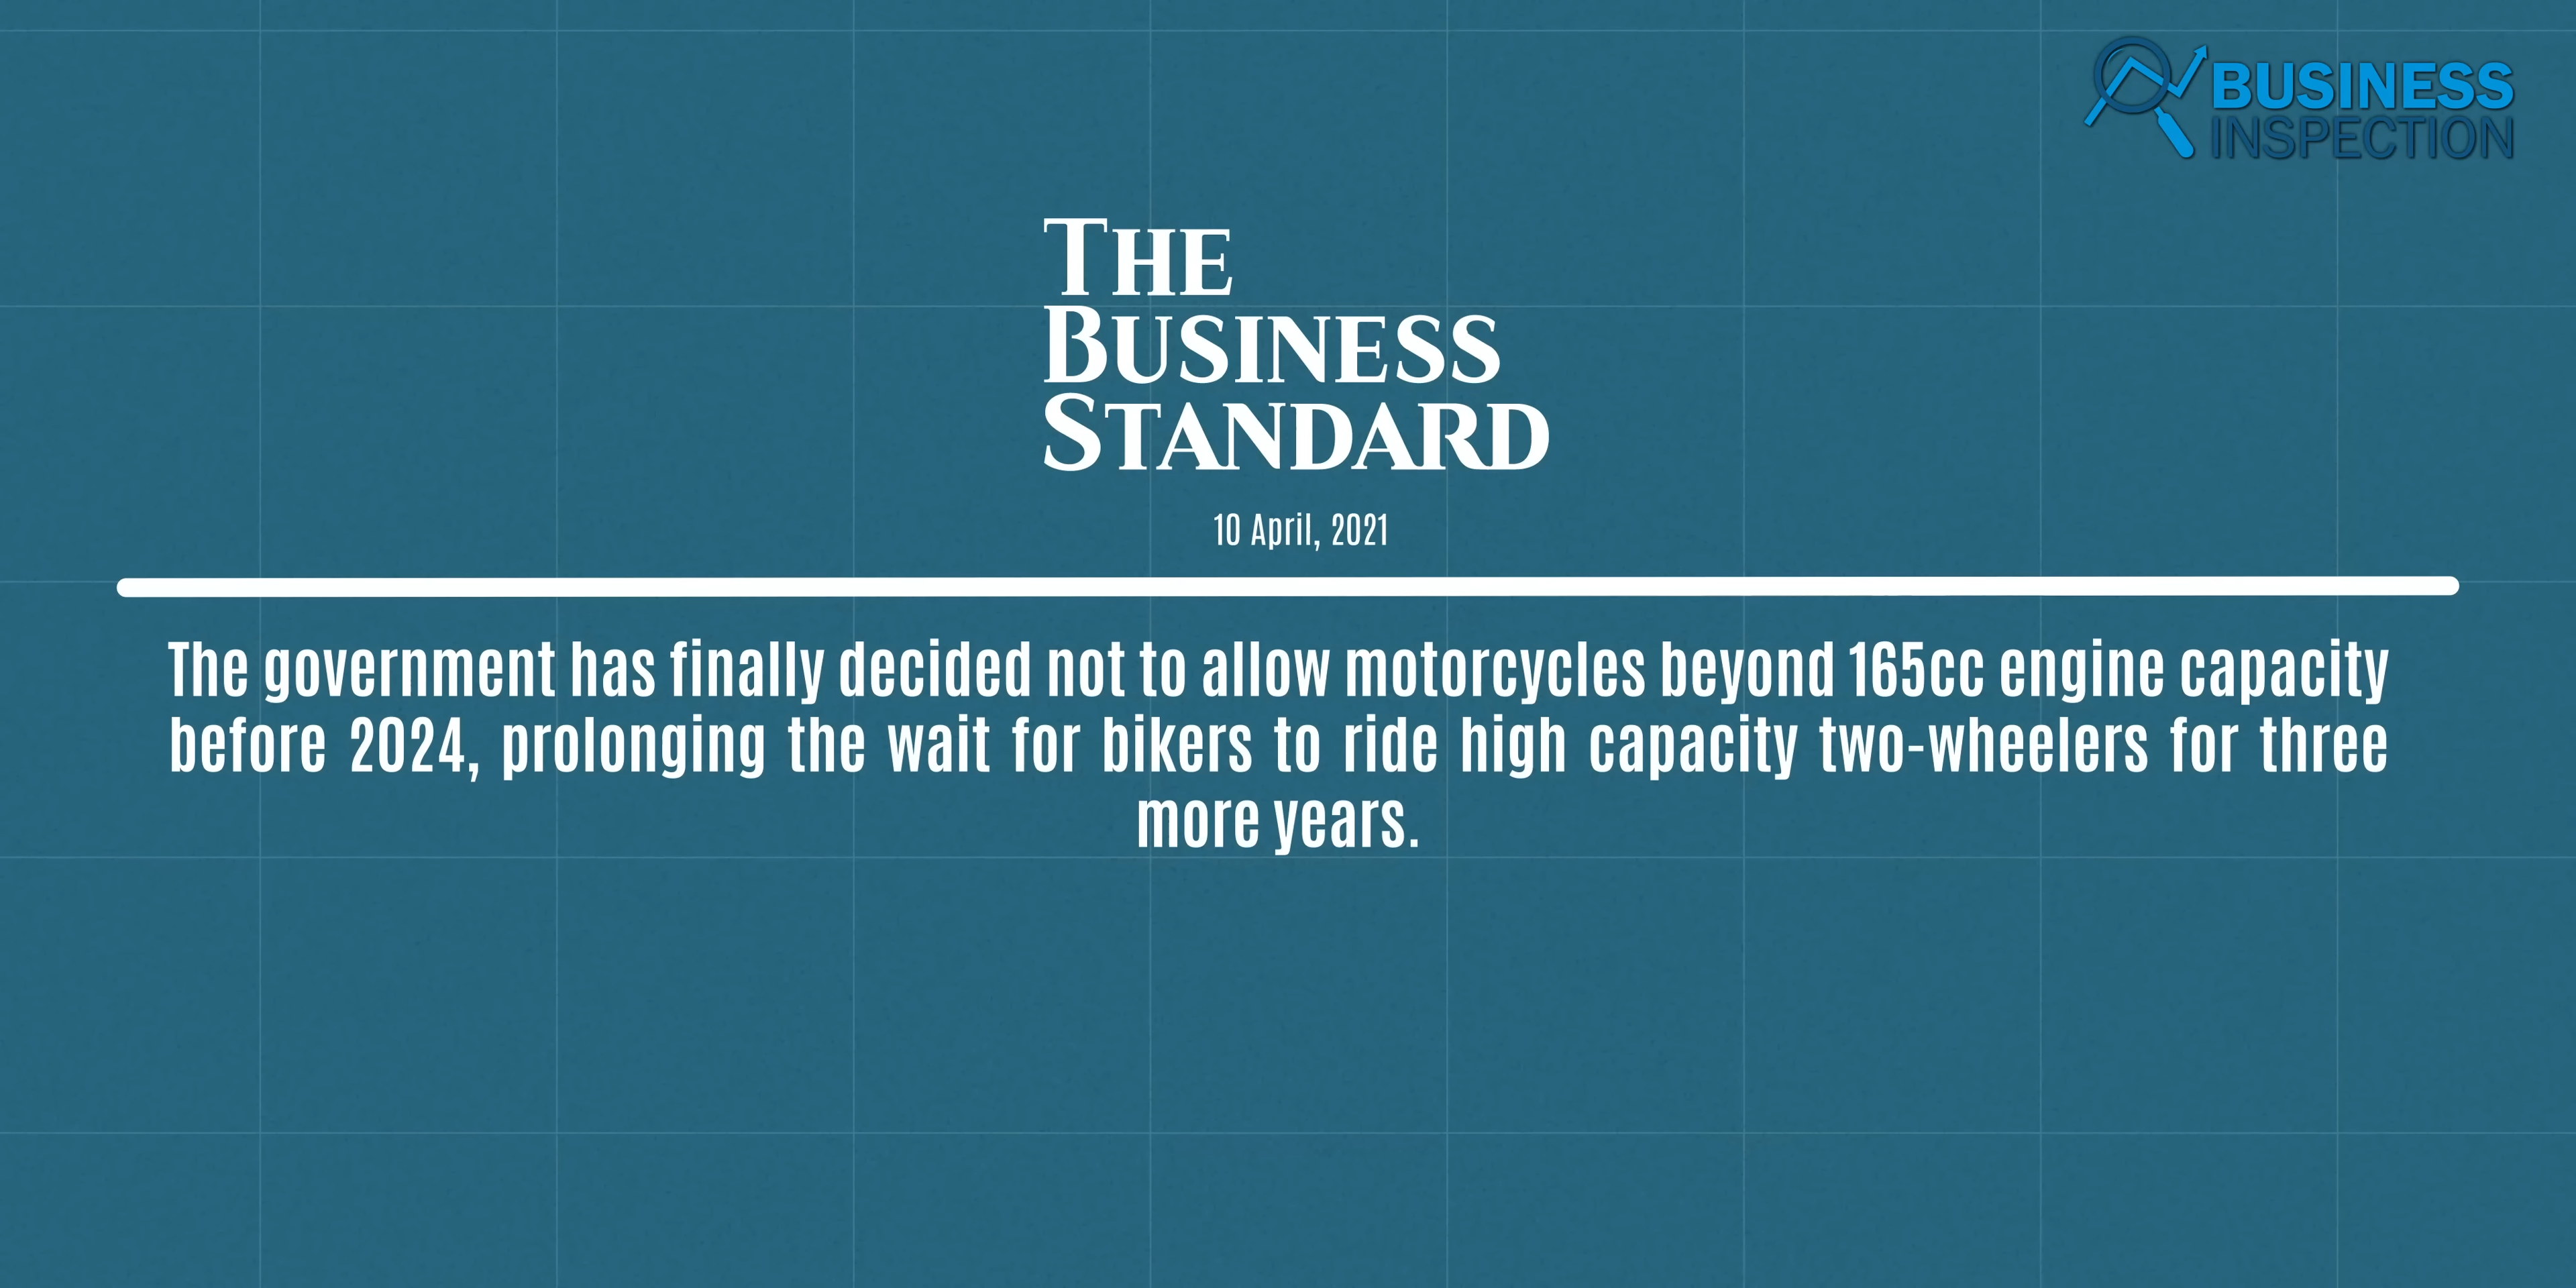 BUSINESS
INSPECTION
THE
BUSINESS
STANDARD
10 April, 2021
The government has finally decided not to allow motorcycles beyond 165cc engine capacity
before 2024, prolonging the wait for bikers to ride high capacity two-wheelers for three
more years.